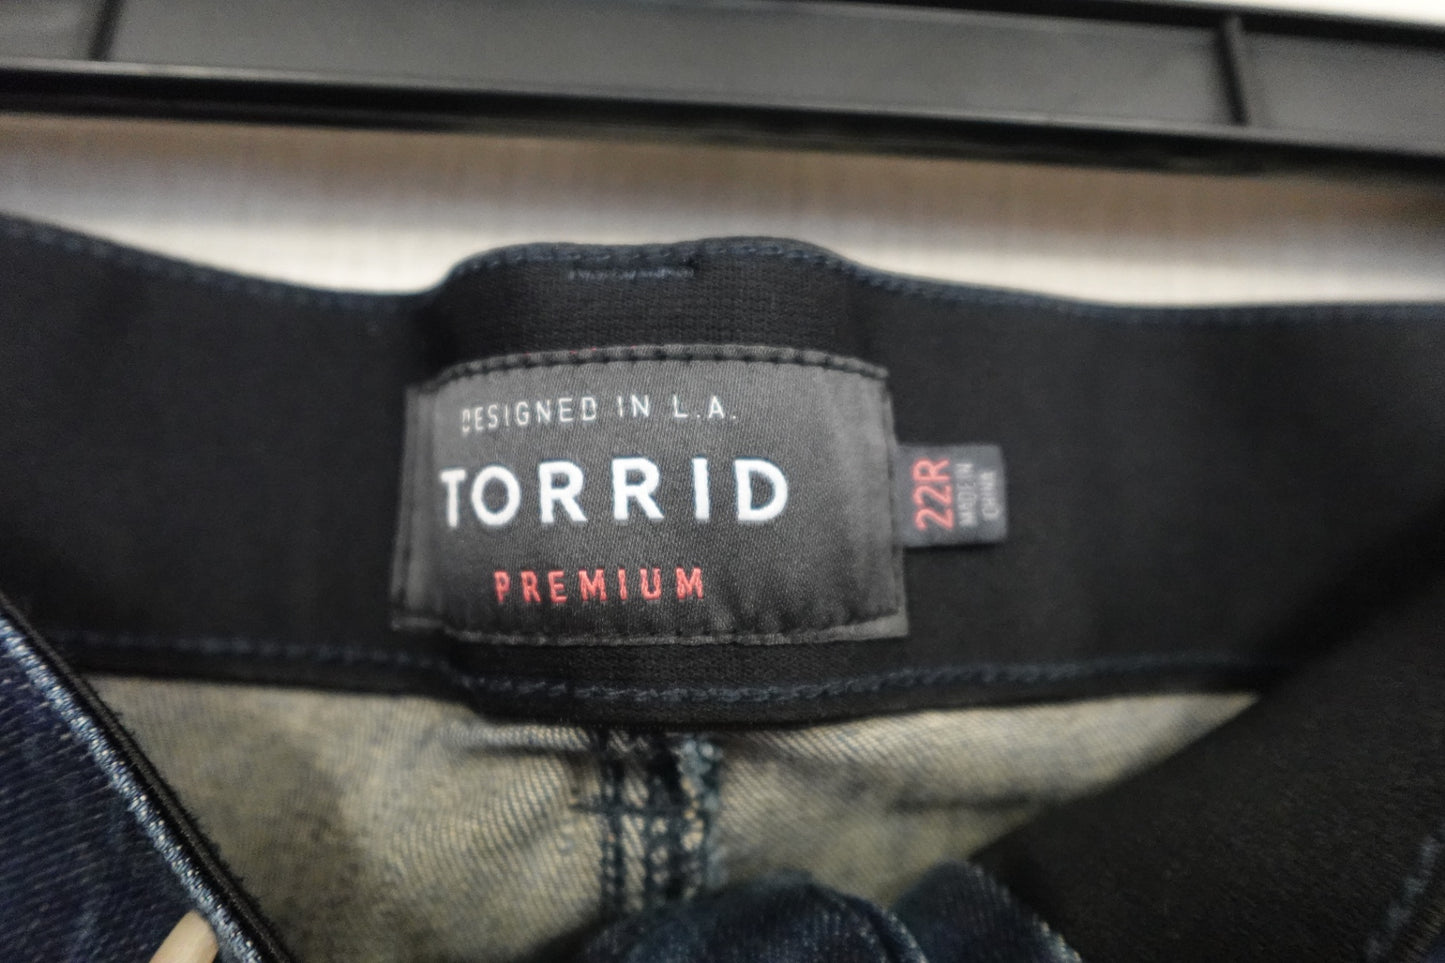 DESIGNED IN L.A.
TORRID
PREMIUM
22R
MADE IN
CHINA